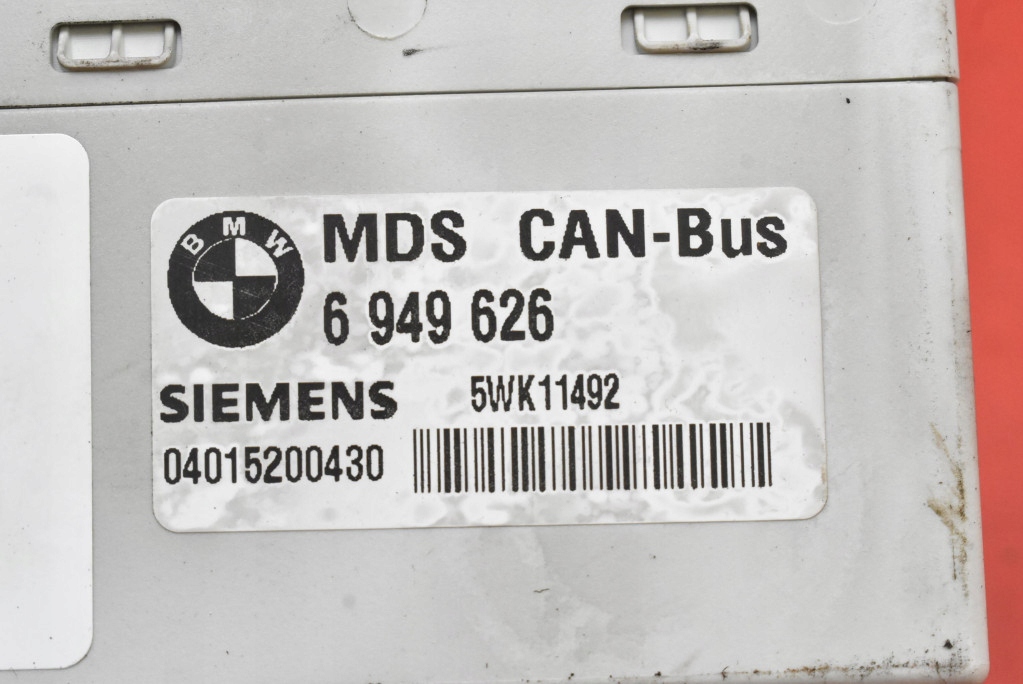 BMW
MDS CAN-Bus
6 949 626
SIEMENS 5WK11492
04015200430